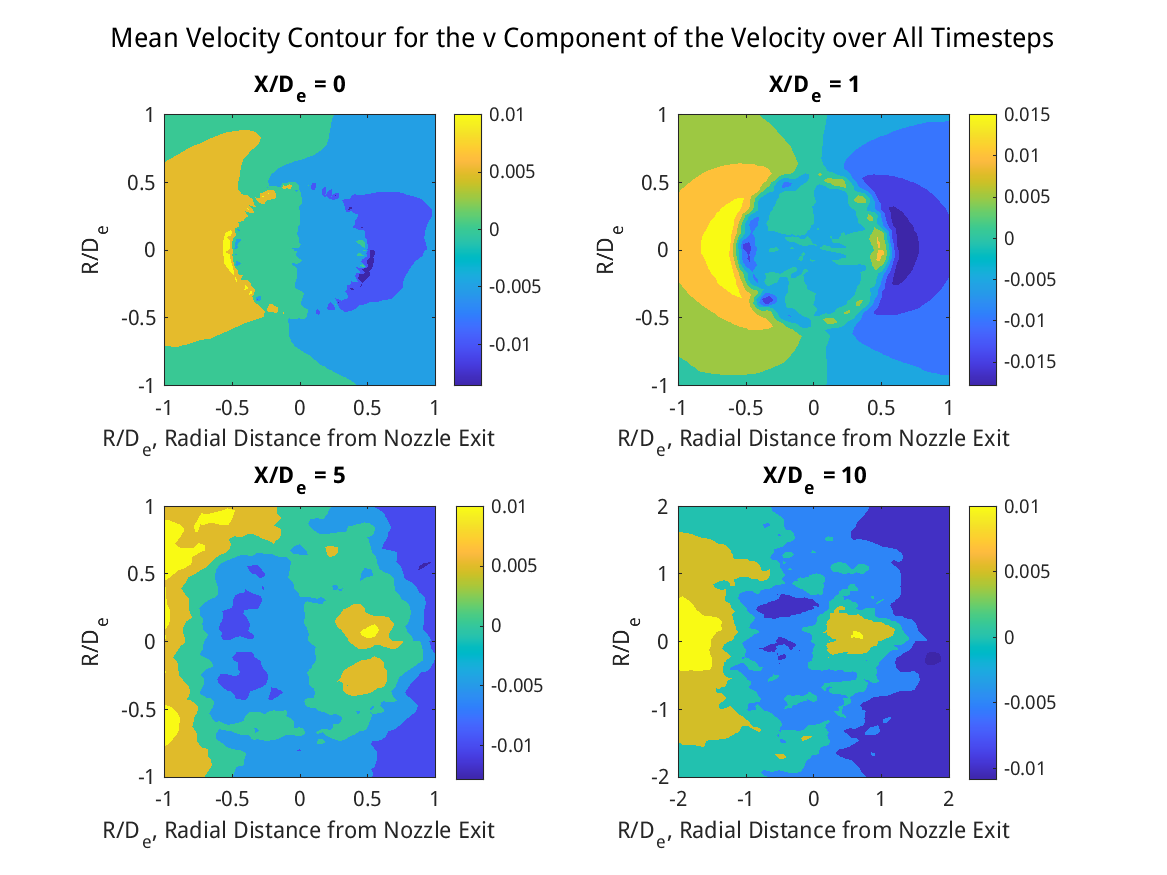 Mean Velocity Contour for the v Component of the Velocity over All Timesteps
X/De = 0
1
0.5
0
-0.5
-1
R/De
-1 -0.5 0 0.5 1
R/De, Radial Distance from Nozzle Exit
0.01
0.005
0
-0.005
-0.01
X/De = 1
1
0.5
0
-0.5
-1
R/De
-1 -0.5 0 0.5 1
R/De, Radial Distance from Nozzle Exit
0.015
0.01
0.005
0
-0.005
-0.01
-0.015
X/De = 5
1
0.5
0
-0.5
-1
R/De
-1 -0.5 0 0.5 1
R/De, Radial Distance from Nozzle Exit
0.01
0.005
0
-0.005
-0.01
X/De = 10
2
1
0
-1
-2
R/De
-2 -1 0 1 2
R/De, Radial Distance from Nozzle Exit
0.01
0.005
0
-0.005
-0.01